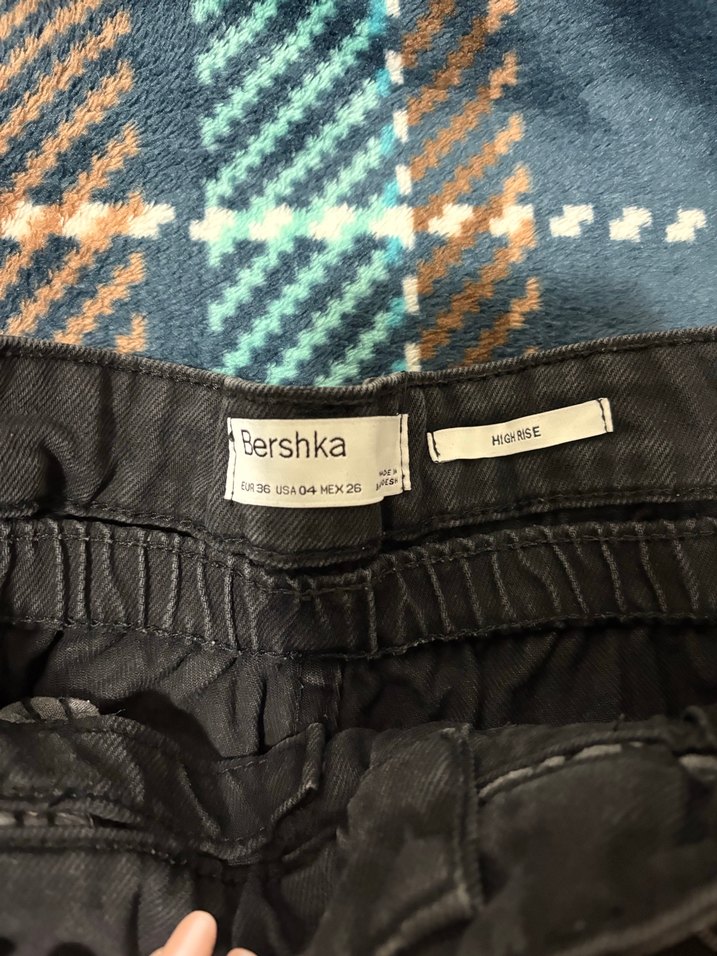 Bershka
EUR 36 USA 04 MEX 26
MADE IN
HIGH RISE